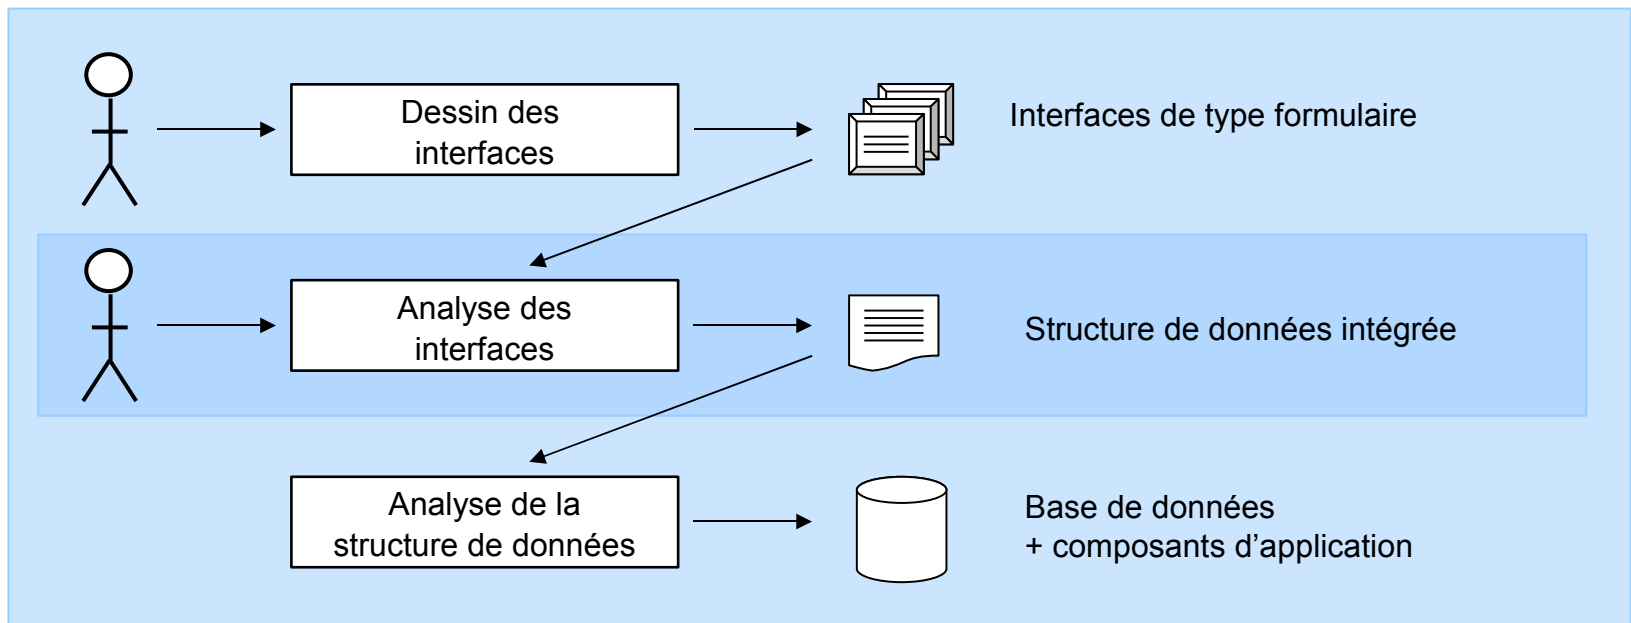 Dessin des
interfaces
Interfaces de type formulaire
Analyse des
interfaces
Structure de données intégrée
Analyse de la
structure de données
Base de données
+ composants d’application